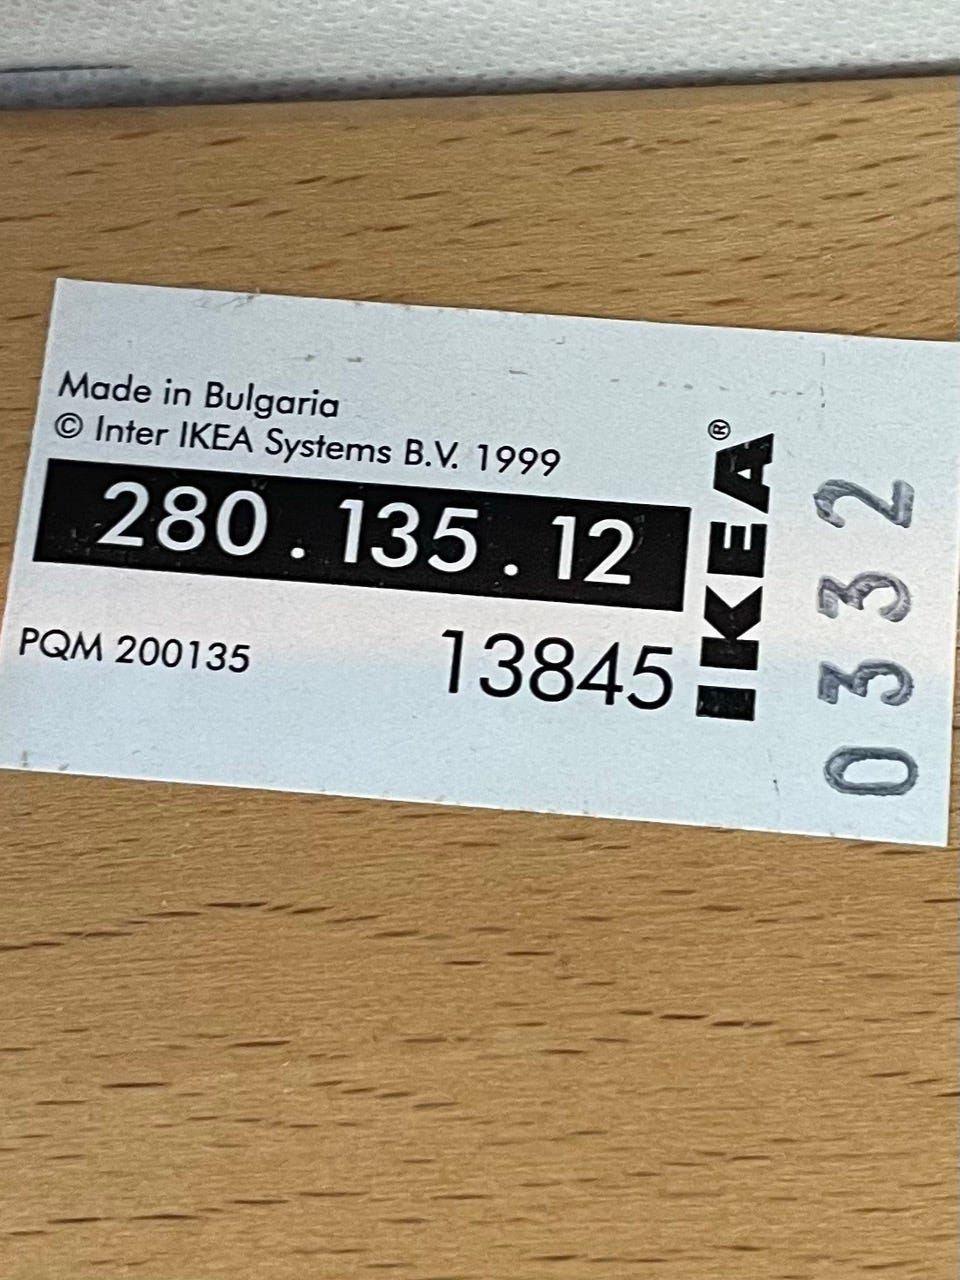 Made in Bulgaria
© Inter IKEA Systems B.V. 1999
280.135.12
PQM 200135
13845
IKEA®
0332